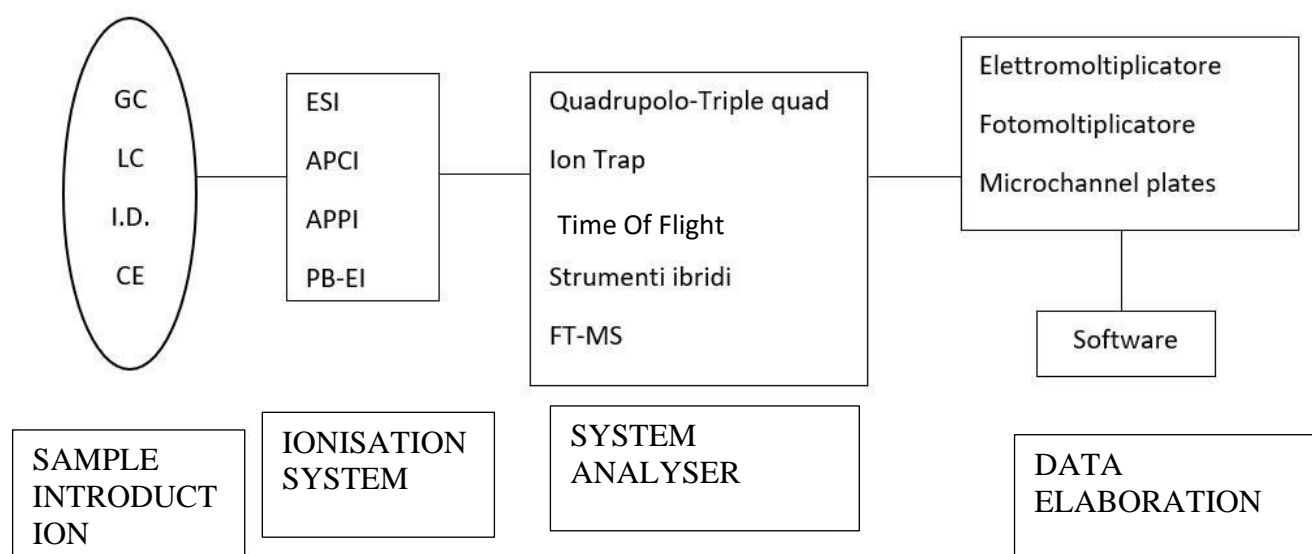 GC
LC
I.D.
CE
ESI
APCI
APPI
PB-EI
Quadrupolo-Triple quad
Ion Trap
Time Of Flight
Strumenti ibridi
FT-MS
Elettromoltiplicatore
Fotomoltiplicatore
Microchannel plates
Software
SAMPLE
INTRODUCT
ION
IONISATION
SYSTEM
SYSTEM
ANALYSER
DATA
ELABORATION